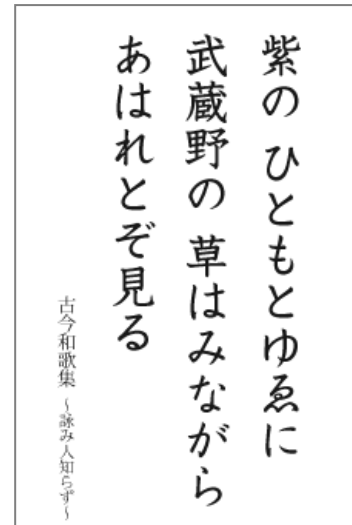 紫の ひともとゆゑに
武蔵野の 草はみながら
あはれとぞ見る
古今和歌集 ～詠み人知らず～